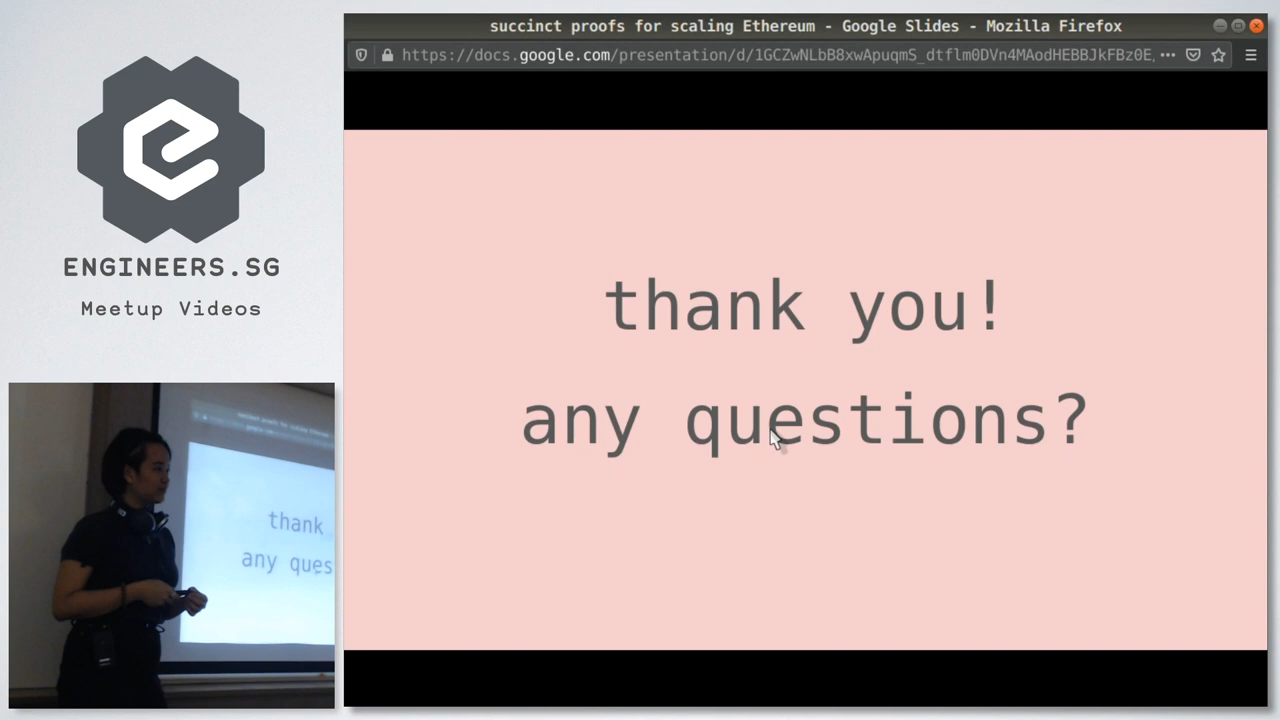 ENGINEERS.SG
Meetup Videos
succinct proofs for scaling Ethereum - Google Slides - Mozilla Firefox
https://docs.google.com/presentation/d/1GCZwNLbB8xwApuqmS_dtflm0DVn4MAodHEBBJkFBz0E,
thank you!
any questions?
thank
any ques